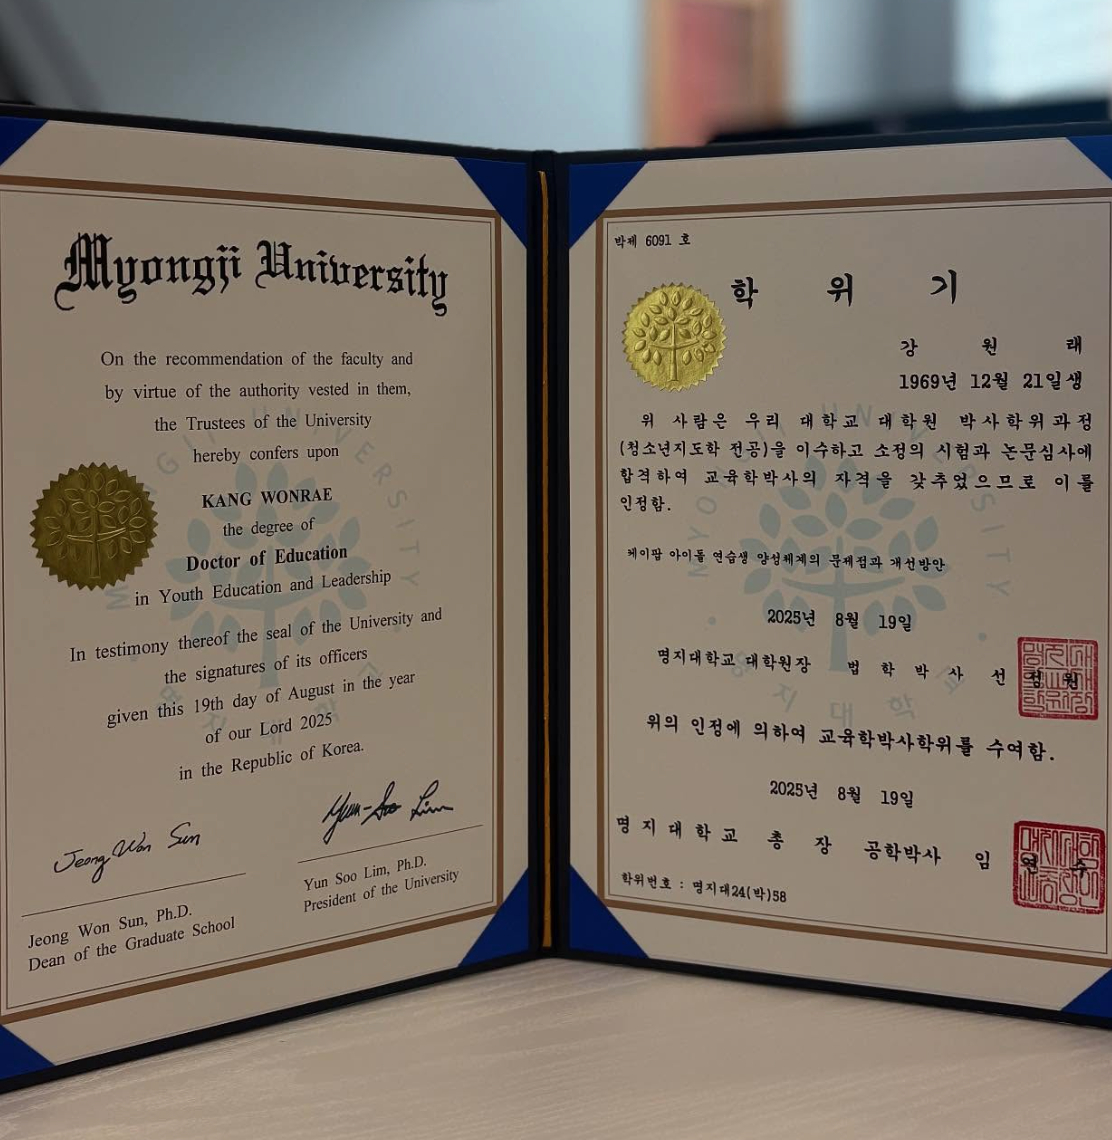 Myongji University
On the recommendation of the faculty and
by virtue of the authority vested in them,
the Trustees of the University
hereby confers upon
KANG WONRAE
the degree of
Doctor of Education
in Youth Education and Leadership
In testimony thereof the seal of the University and
the signatures of its officers
given this 19th day of August in the year
of our Lord 2025
in the Republic of Korea.
Jeong Won Sun
Jeong Won Sun, Ph.D.
Dean of the Graduate School
Yun-Soo Lim
Yun Soo Lim, Ph.D.
President of the University
박제 6091 호
학 위 기
강 원 래
1969년 12월 21일생
위 사람은 우리 대학교 대학원 박사학위과정
(청소년지도학 전공)을 이수하고 소정의 시험과 논문심사에
합격하여 교육학박사의 자격을 갖추었으므로 이를
인정함.
케이팝 아이돌 연습생 양성체계의 문제점과 개선방안
2025년 8월 19일
명지대학교 대학원장 법 학 박 사 선 정 원
위의 인정에 의하여 교육학박사학위를 수여함.
2025년 8월 19일
명 지 대 학 교 총 장 공학박사 임 연 수
학위번호 : 명지대24(박)58